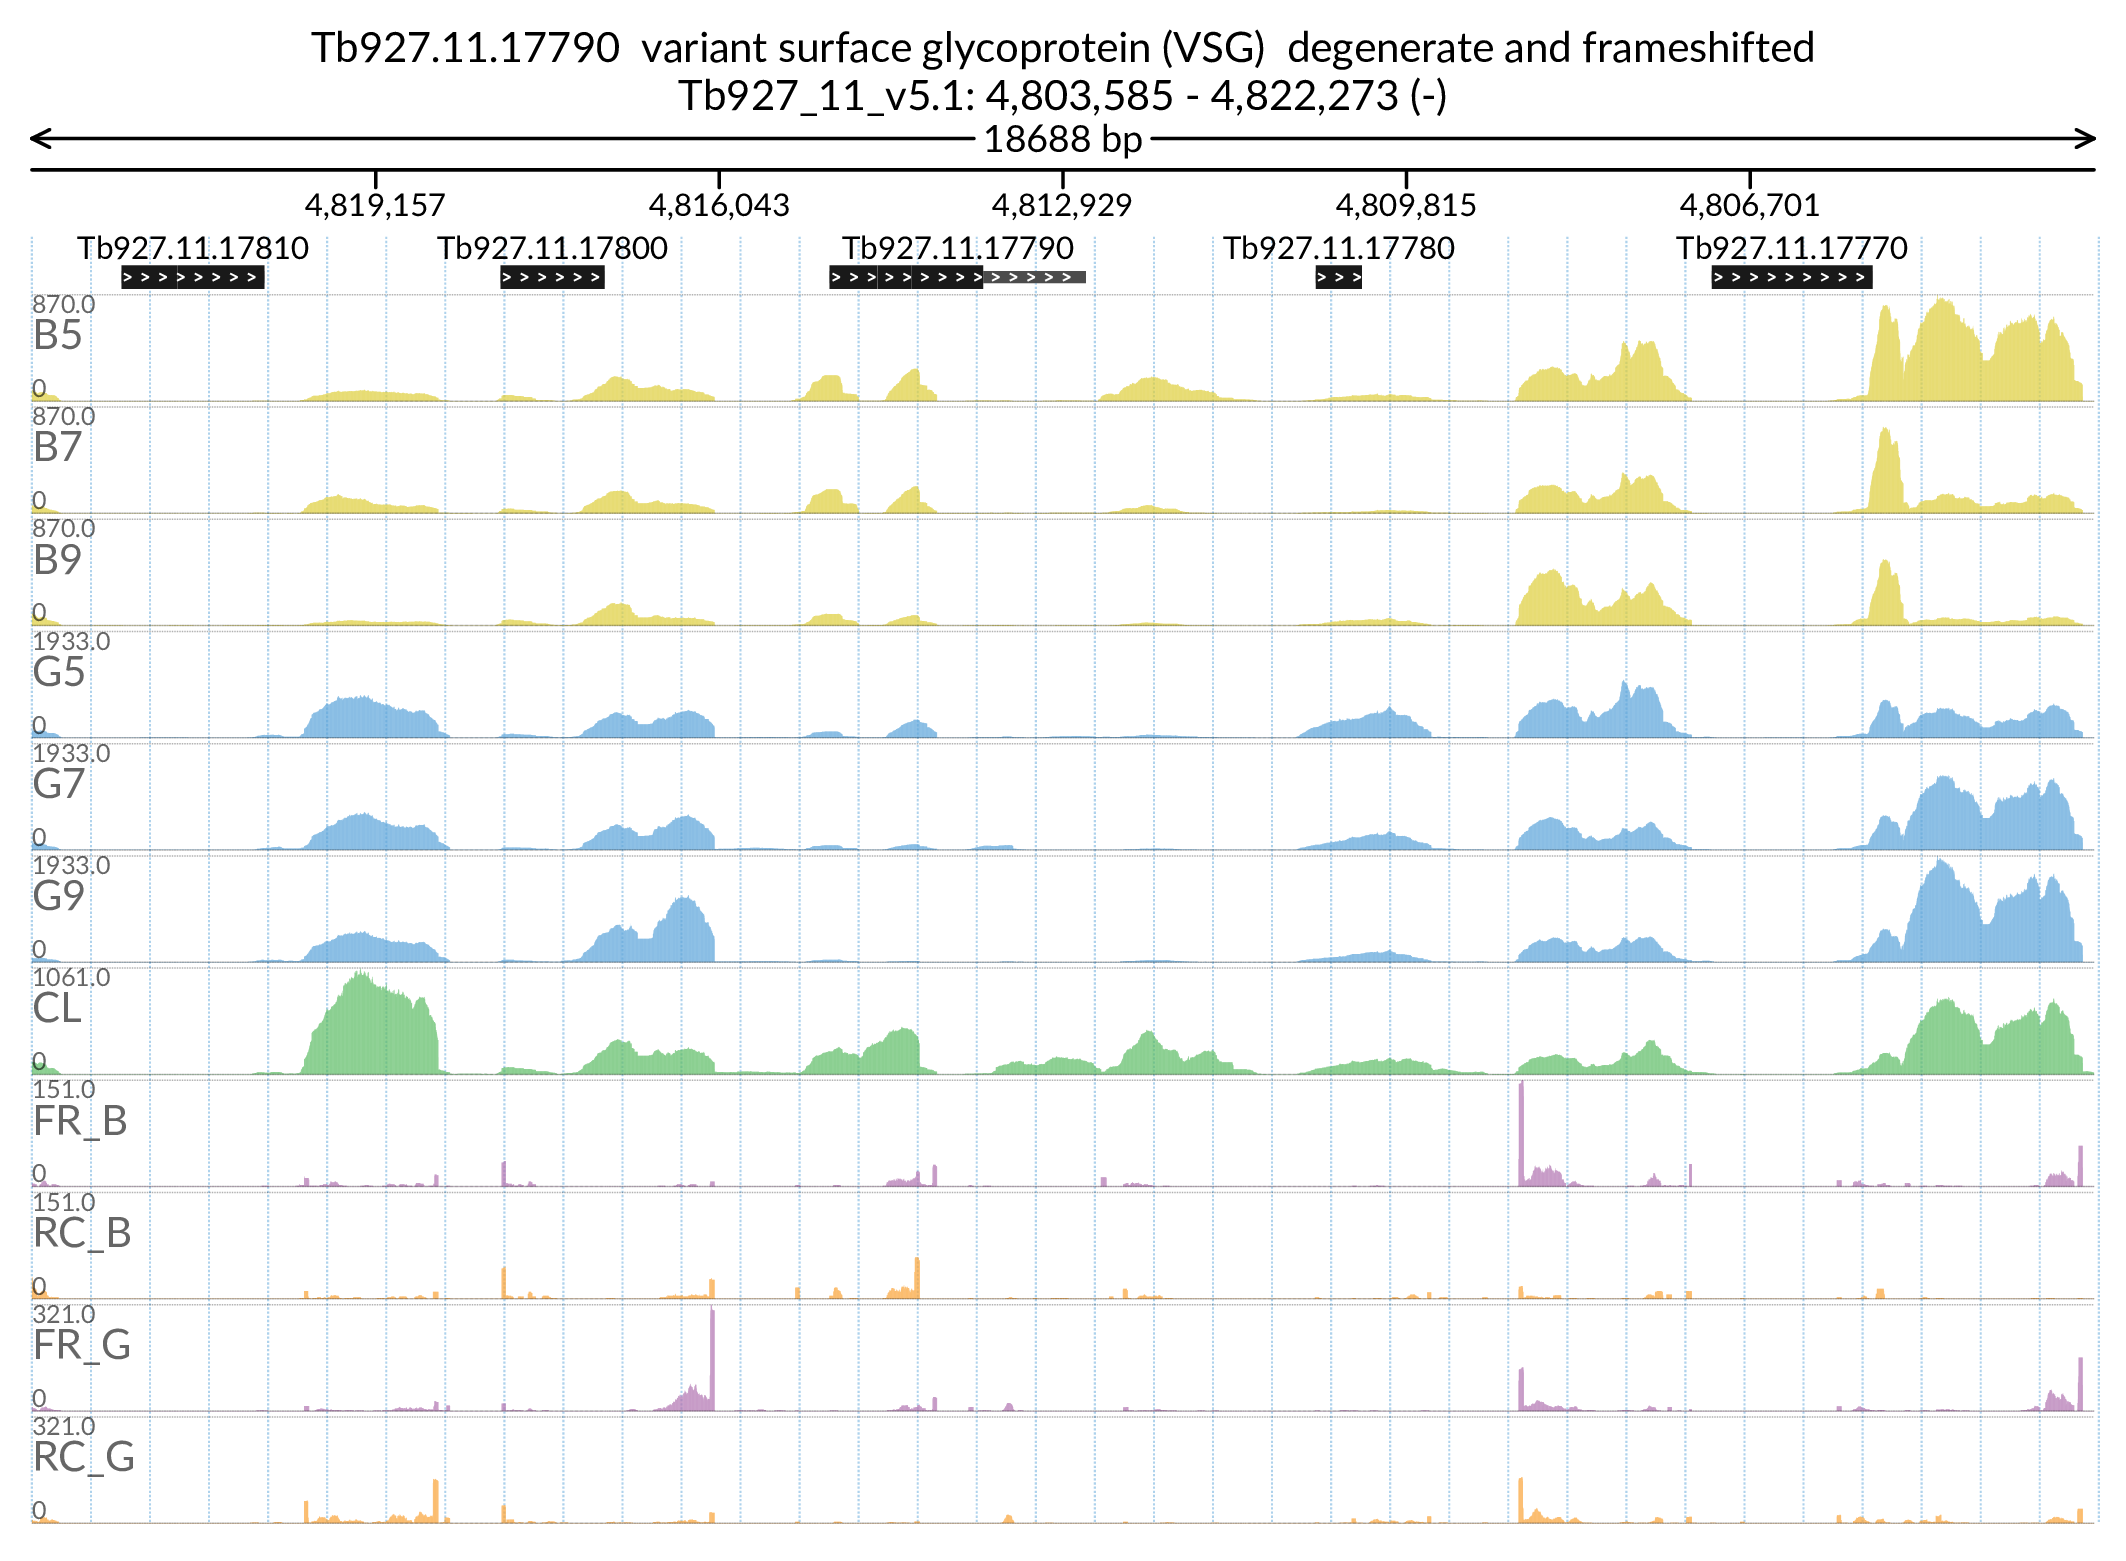 Tb927.11.17790  variant surface glycoprotein (VSG)  degenerate and frameshifted
Tb927_11_v5.1: 4,803,585 - 4,822,273 (-)
18688 bp
4,819,157 4,816,043 4,812,929 4,809,815 4,806,701
Tb927.11.17810 Tb927.11.17800 Tb927.11.17790 Tb927.11.17780 Tb927.11.17770
870.0
B5
0
870.0
B7
0
870.0
B9
0
1933.0
G5
0
1933.0
G7
0
1933.0
G9
0
1061.0
CL
0
151.0
FR_B
0
151.0
RC_B
0
321.0
FR_G
0
321.0
RC_G
0